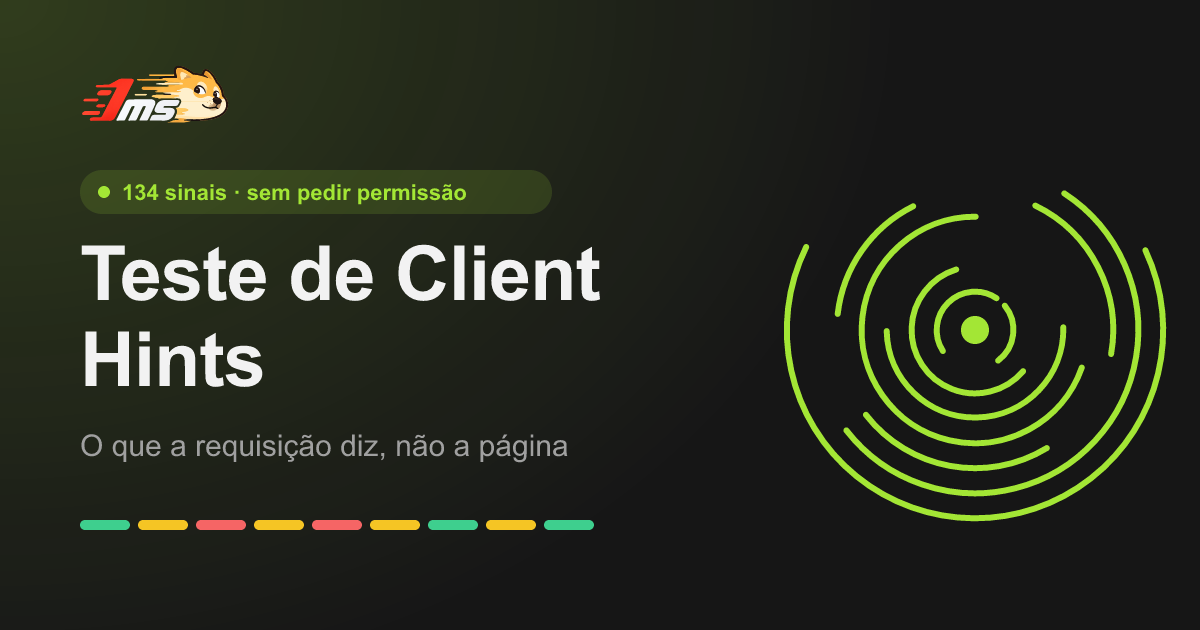 1ms
134 sinais · sem pedir permissão
Teste de Client
Hints
O que a requisição diz, não a página